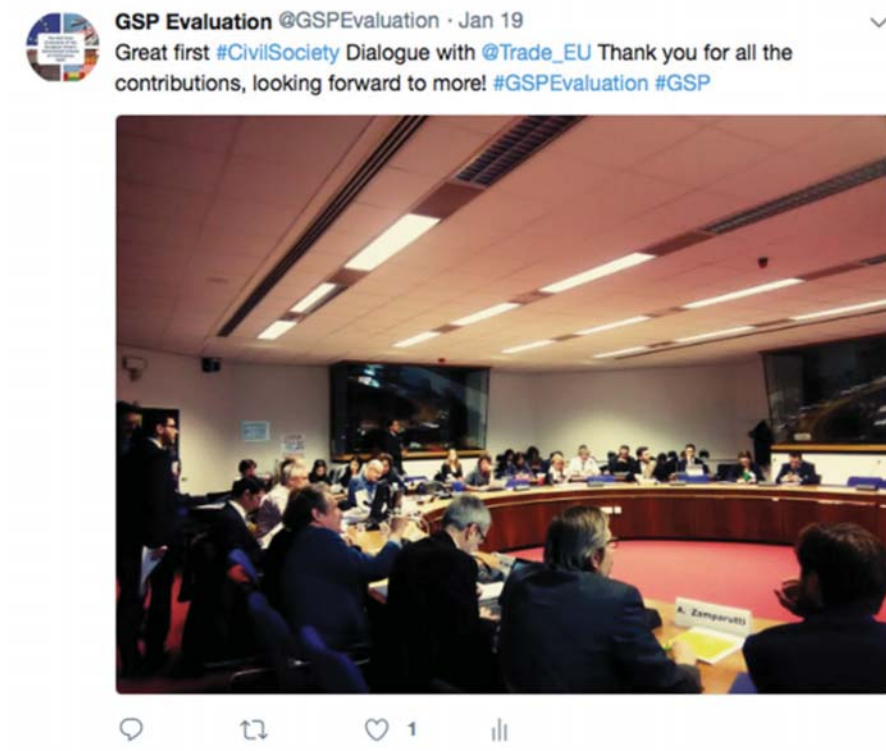 GSP Evaluation @GSPEvaluation · Jan 19
Great first #CivilSociety Dialogue with @Trade_EU Thank you for all the
contributions, looking forward to more! #GSPEvaluation #GSP
A. Zamparutti
1